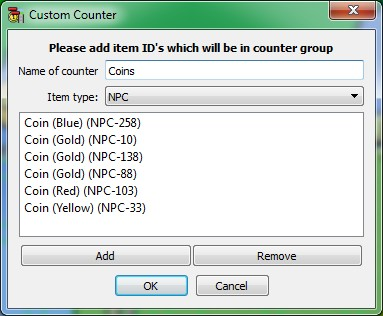 Custom Counter
Please add item ID's which will be in counter group
Name of counter Coins
Item type: NPC
Coin (Blue) (NPC-258)
Coin (Gold) (NPC-10)
Coin (Gold) (NPC-138)
Coin (Gold) (NPC-88)
Coin (Red) (NPC-103)
Coin (Yellow) (NPC-33)
Add Remove
OK Cancel